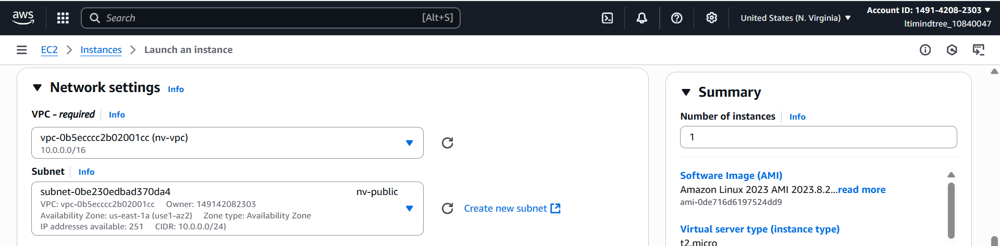 aws
Search [Alt+S]
United States (N. Virginia)
Account ID: 1491-4208-2303
ltimindtree_10840047
EC2 Instances Launch an instance
Network settings Info
VPC - required Info
vpc-0b5ecccc2b02001cc (nv-vpc)
10.0.0.0/16
Subnet Info
subnet-0be230edbad370da4 nv-public
VPC: vpc-0b5ecccc2b02001cc Owner: 149142082303
Availability Zone: us-east-1a (use1-az2) Zone type: Availability Zone
IP addresses available: 251 CIDR: 10.0.0.0/24)
Create new subnet
Summary
Number of instances Info
1
Software Image (AMI)
Amazon Linux 2023 AMI 2023.8.2...read more
ami-0de716d6197524dd9
Virtual server type (instance type)
t2.micro